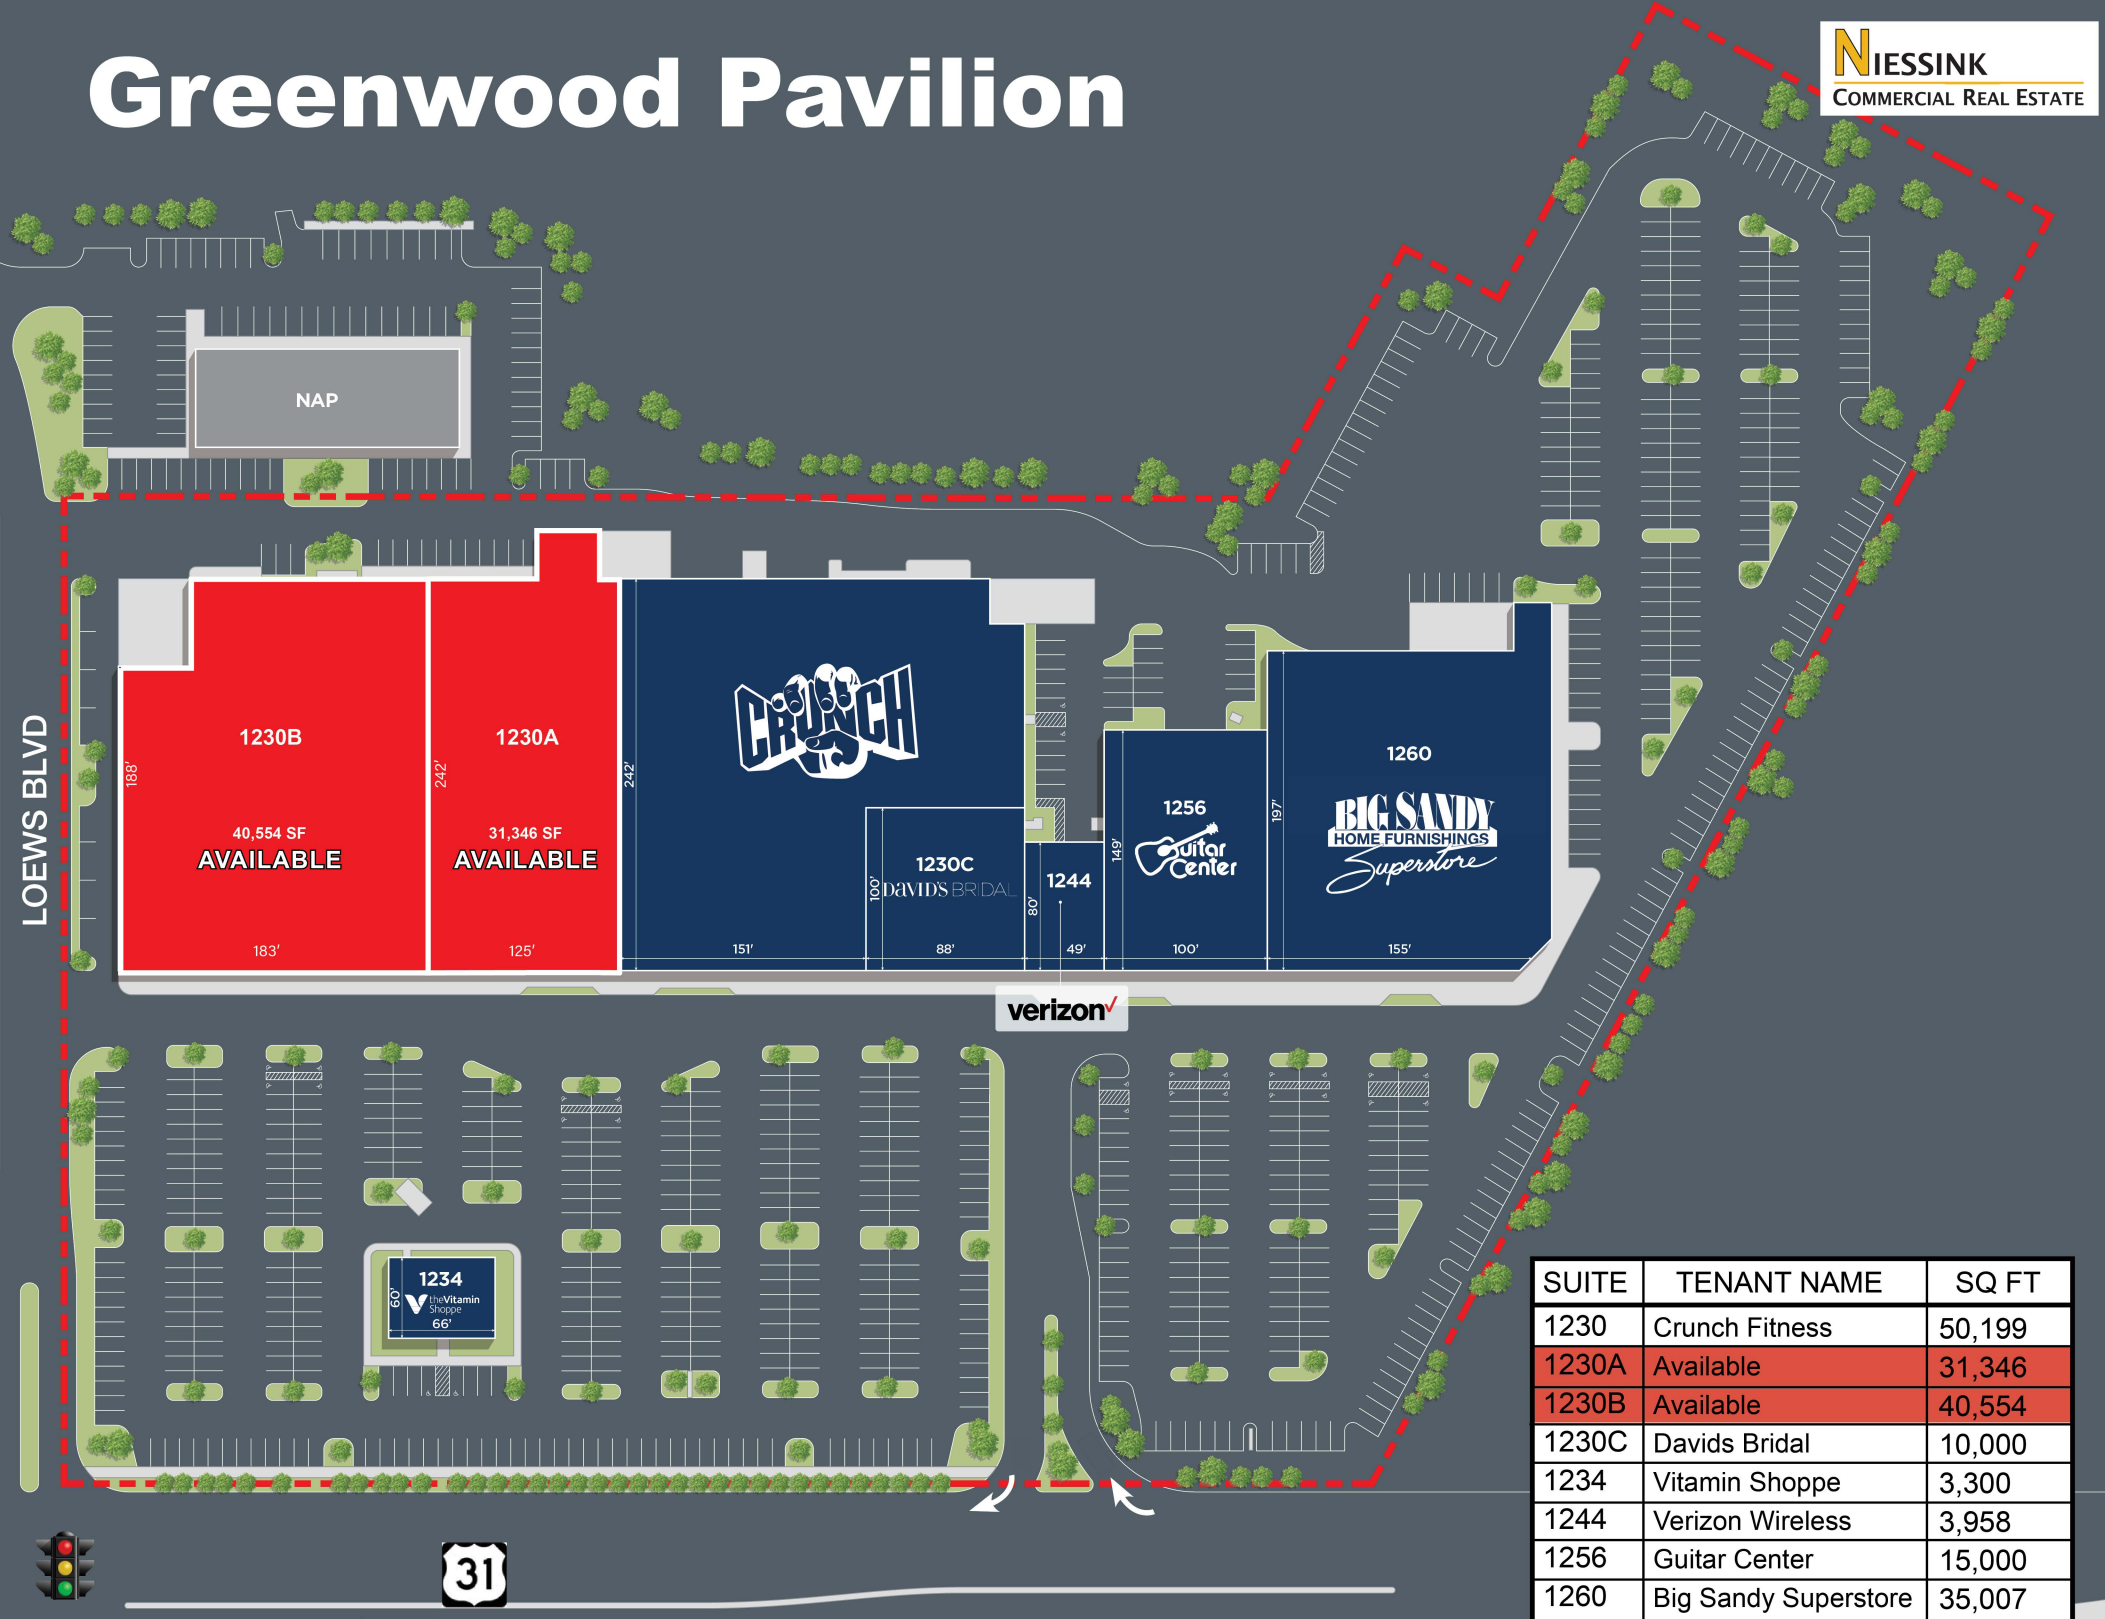 Greenwood Pavilion
NIESSINK
COMMERCIAL REAL ESTATE
NAP
LOEWS BLVD
1230B
188'
40,554 SF
AVAILABLE
183'
1230A
242'
31,346 SF
AVAILABLE
125'
242'
CRUNCH
151'
1230C
DAVID'S BRIDAL
100'
88'
1244
80'
49'
verizon
1256
Guitar
Center
149'
100'
1260
BIG SANDY
HOME FURNISHINGS
Superstore
197'
155'
1234
theVitamin
Shoppe
60'
66'
31
SUITE TENANT NAME SQ FT
1230 Crunch Fitness 50,199
1230A Available 31,346
1230B Available 40,554
1230C Davids Bridal 10,000
1234 Vitamin Shoppe 3,300
1244 Verizon Wireless 3,958
1256 Guitar Center 15,000
1260 Big Sandy Superstore 35,007